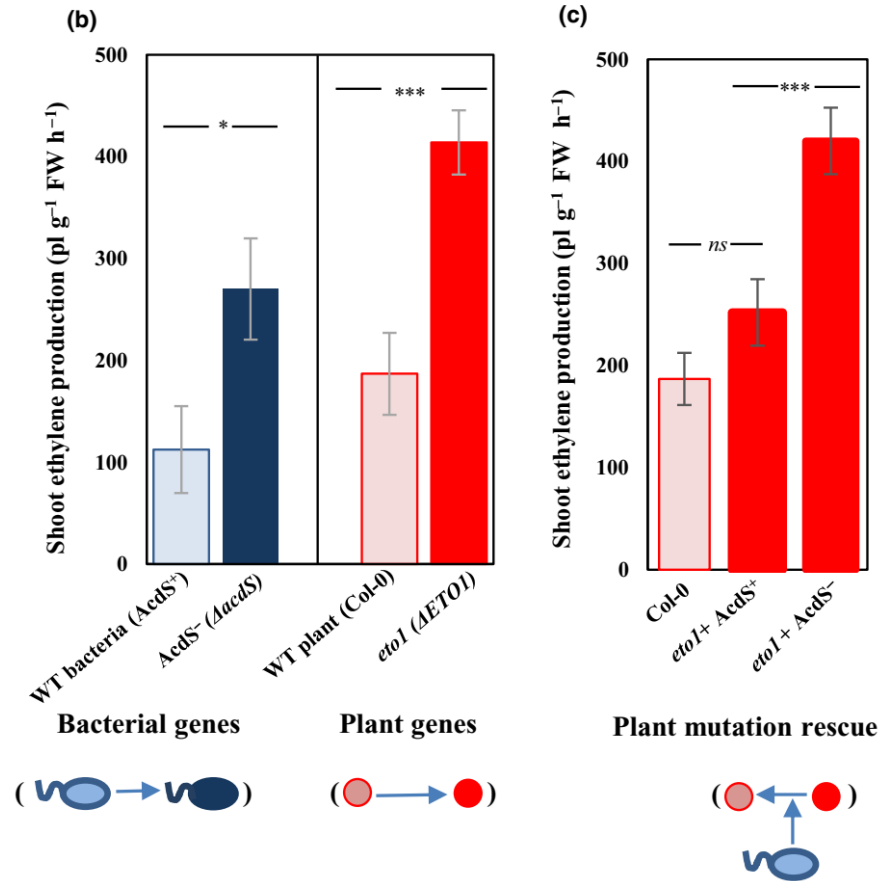 (b)
Shoot ethylene production (pl g⁻¹ FW h⁻¹)
500
400
300
200
100
0
*
***
WT bacteria (AcdS⁺)
AcdS⁻ (ΔacdS)
WT plant (Col-0)
eto1 (ΔETO1)
Bacterial genes
Plant genes
( )
( )
(c)
Shoot ethylene production (pl g⁻¹ FW h⁻¹)
500
400
300
200
100
0
***
ns
Col-0
eto1+ AcdS⁺
eto1+ AcdS⁻
Plant mutation rescue
( )